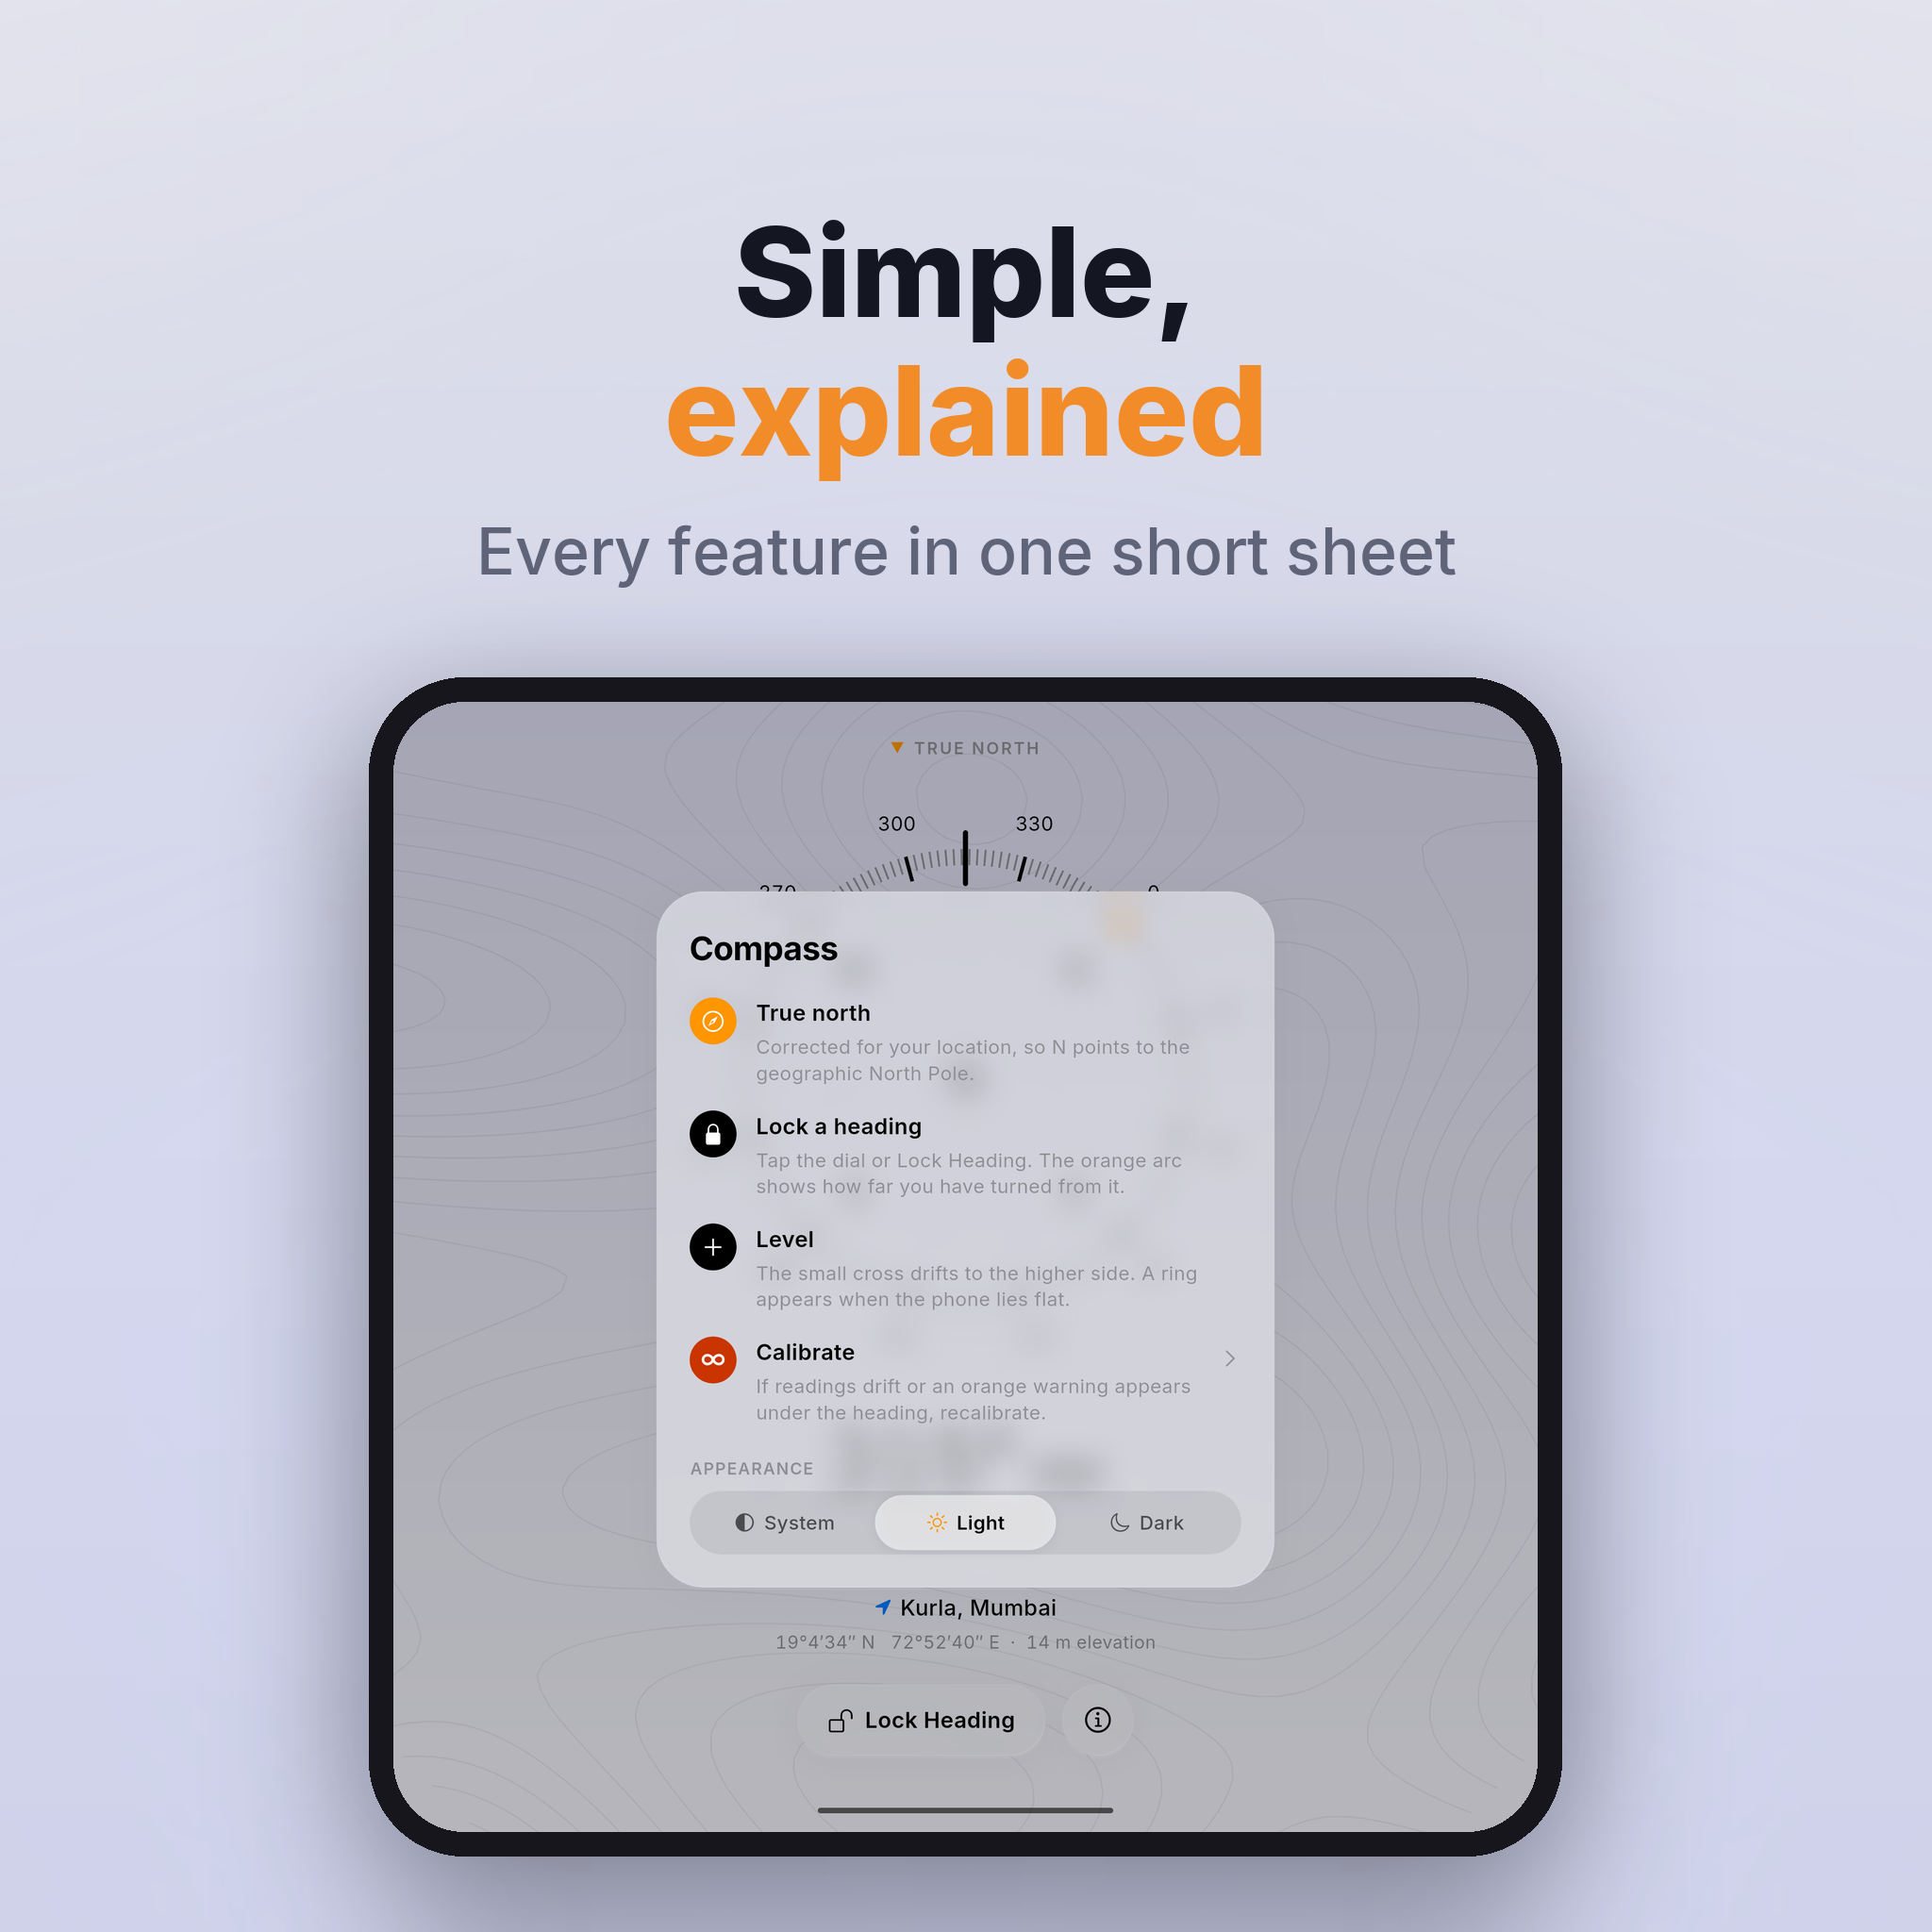 Simple,
explained
Every feature in one short sheet
TRUE NORTH
300 330
270 0
Compass
True north
Corrected for your location, so N points to the
geographic North Pole.
Lock a heading
Tap the dial or Lock Heading. The orange arc
shows how far you have turned from it.
Level
The small cross drifts to the higher side. A ring
appears when the phone lies flat.
Calibrate
If readings drift or an orange warning appears
under the heading, recalibrate.
APPEARANCE
System Light Dark
Kurla, Mumbai
19°4′34″ N 72°52′40″ E · 14 m elevation
Lock Heading